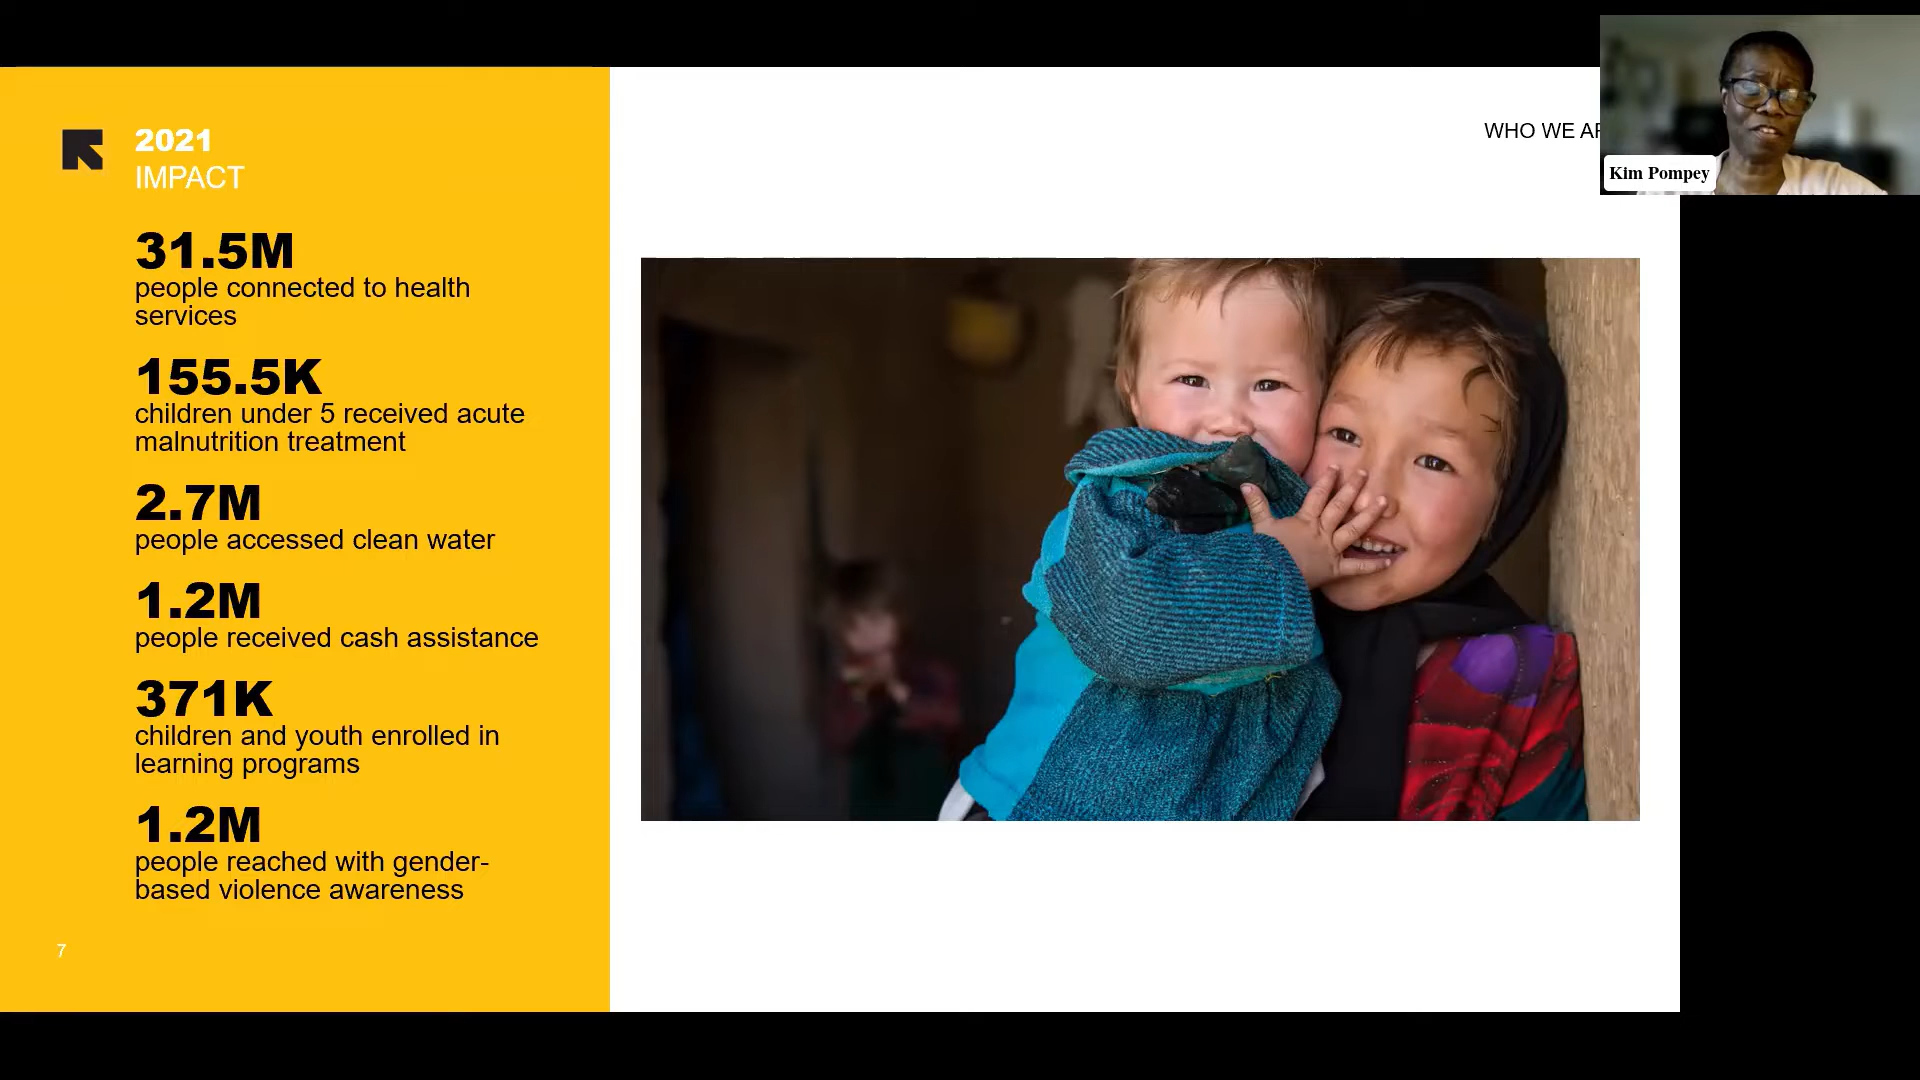 2021
IMPACT
31.5M
people connected to health
services
155.5K
children under 5 received acute
malnutrition treatment
2.7M
people accessed clean water
1.2M
people received cash assistance
371K
children and youth enrolled in
learning programs
1.2M
people reached with gender-
based violence awareness
7
WHO WE
Kim Pompey